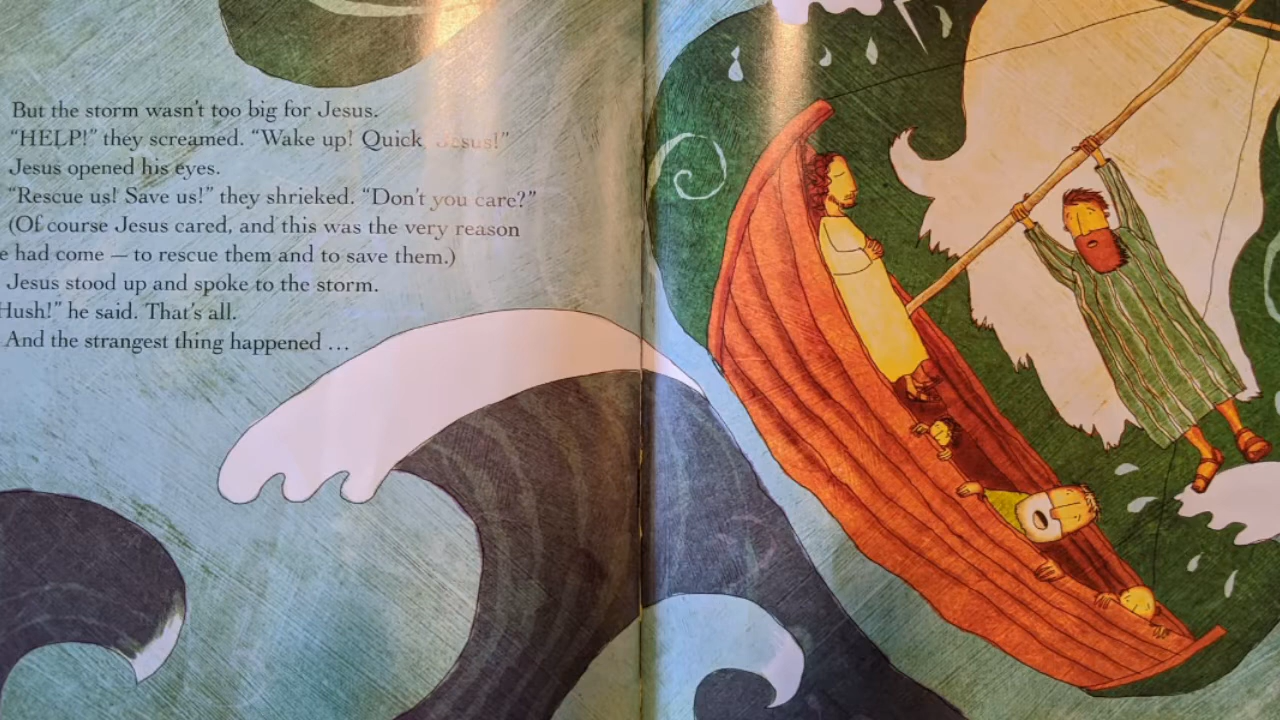 But the storm wasn't too big for Jesus.
"HELP!" they screamed. "Wake up! Quick, Jesus!"
Jesus opened his eyes.
"Rescue us! Save us!" they shrieked. "Don't you care?"
(Of course Jesus cared, and this was the very reason
e had come — to rescue them and to save them.)
Jesus stood up and spoke to the storm.
Hush!" he said. That's all.
And the strangest thing happened ...